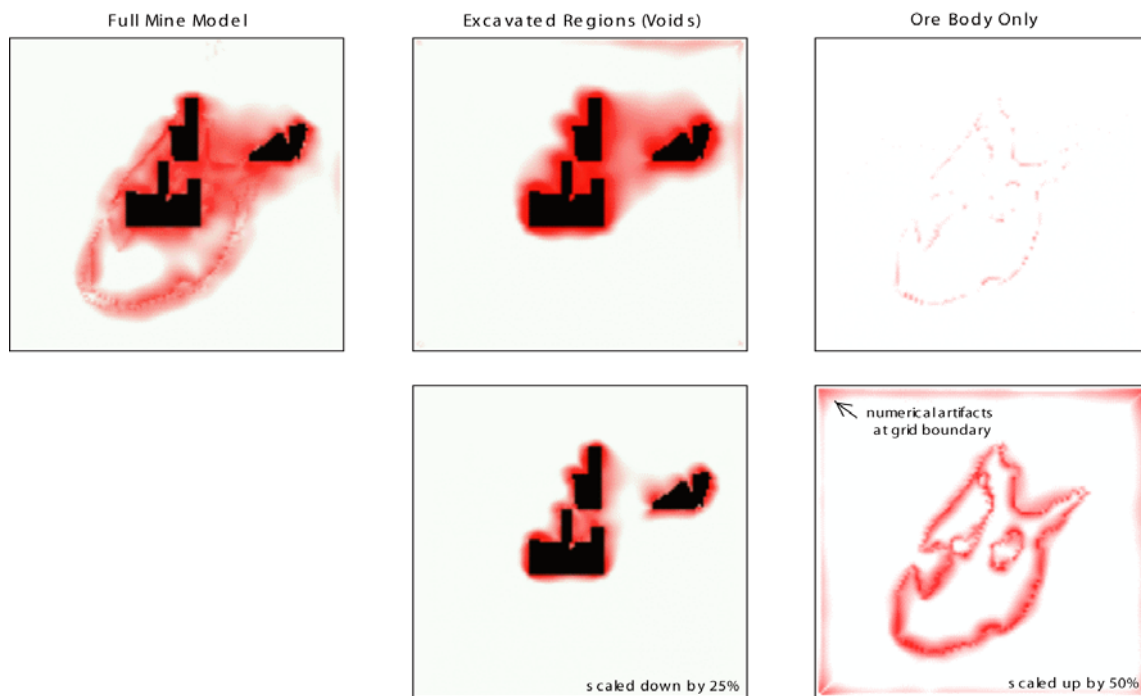 Full Mine Model
Excavated Regions (Voids)
Ore Body Only
numerical artifacts
at grid boundary
scaled down by 25%
scaled up by 50%